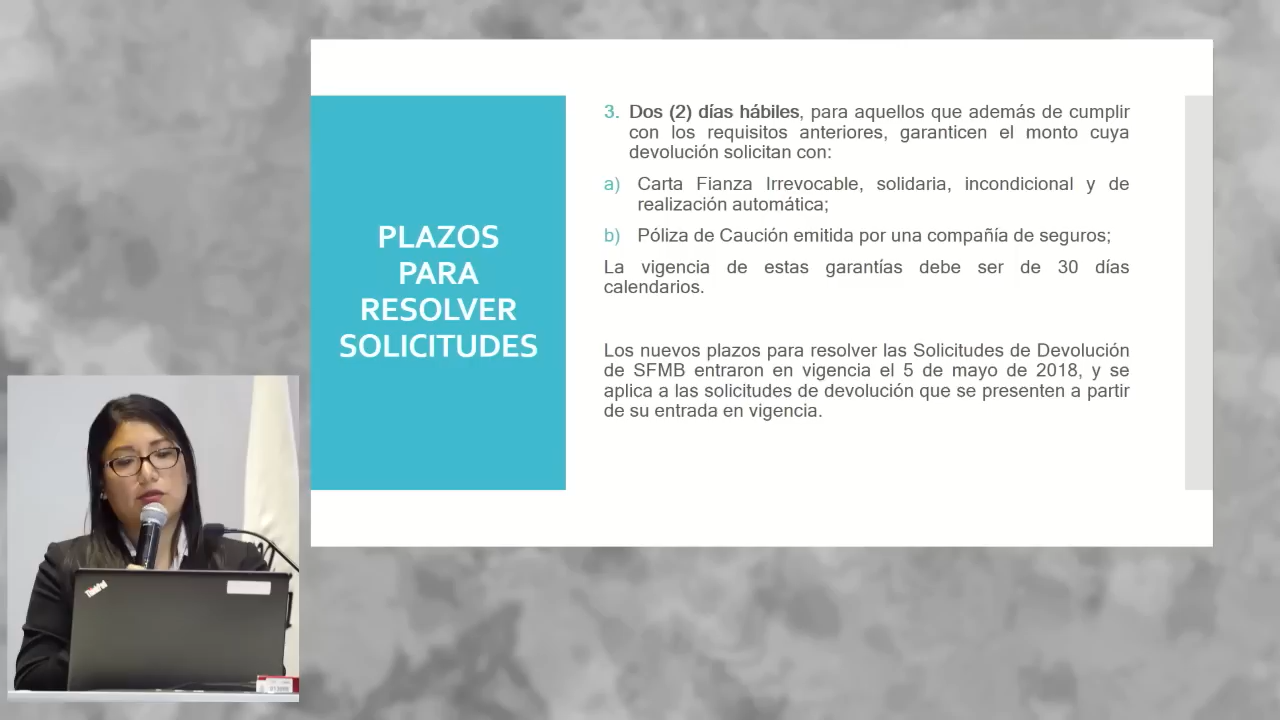 PLAZOS
PARA
RESOLVER
SOLICITUDES
3. Dos (2) días hábiles, para aquellos que además de cumplir
con los requisitos anteriores, garanticen el monto cuya
devolución solicitan con:
a) Carta Fianza Irrevocable, solidaria, incondicional y de
realización automática;
b) Póliza de Caución emitida por una compañía de seguros;
La vigencia de estas garantías debe ser de 30 días
calendarios.
Los nuevos plazos para resolver las Solicitudes de Devolución
de SFMB entraron en vigencia el 5 de mayo de 2018, y se
aplica a las solicitudes de devolución que se presenten a partir
de su entrada en vigencia.
ThinkPad